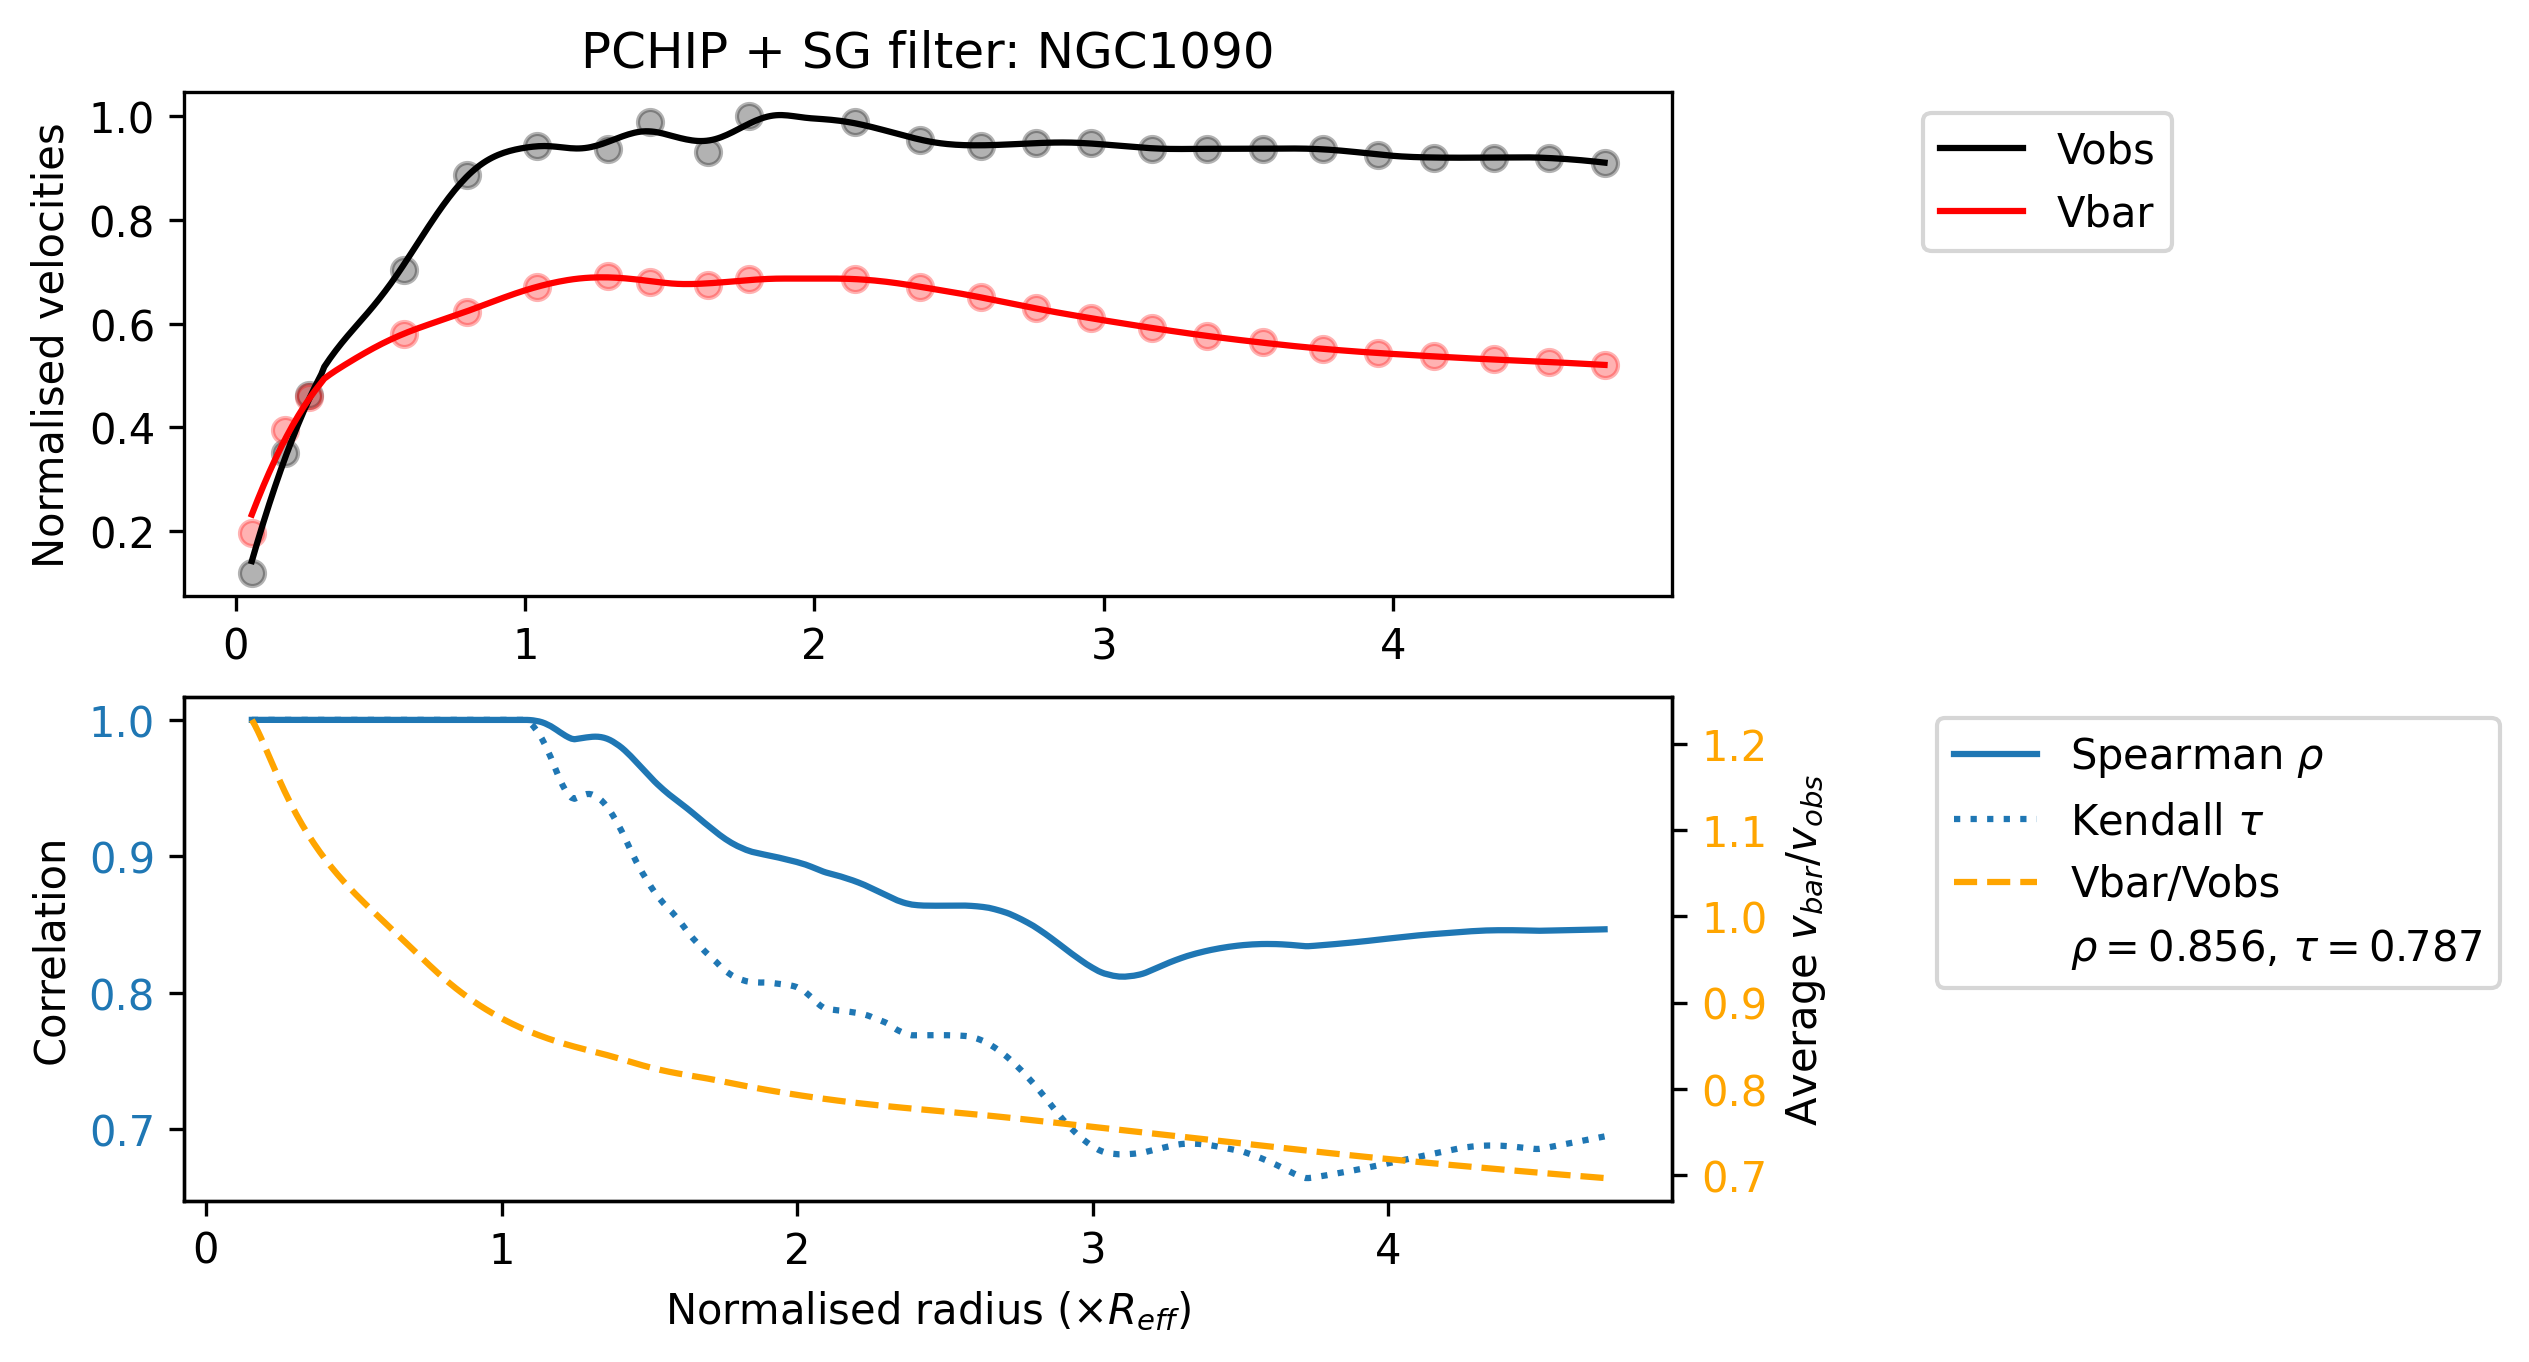 PCHIP + SG filter: NGC1090
Normalised velocities
1.0
0.8
0.6
0.4
0.2
0 1 2 3 4
Vobs
Vbar
Correlation
1.0
0.9
0.8
0.7
0 1 2 3 4
Normalised radius (×R_eff)
1.2
1.1
1.0
0.9
0.8
0.7
Average v_bar/v_obs
Spearman ρ
Kendall τ
Vbar/Vobs
ρ = 0.856, τ = 0.787